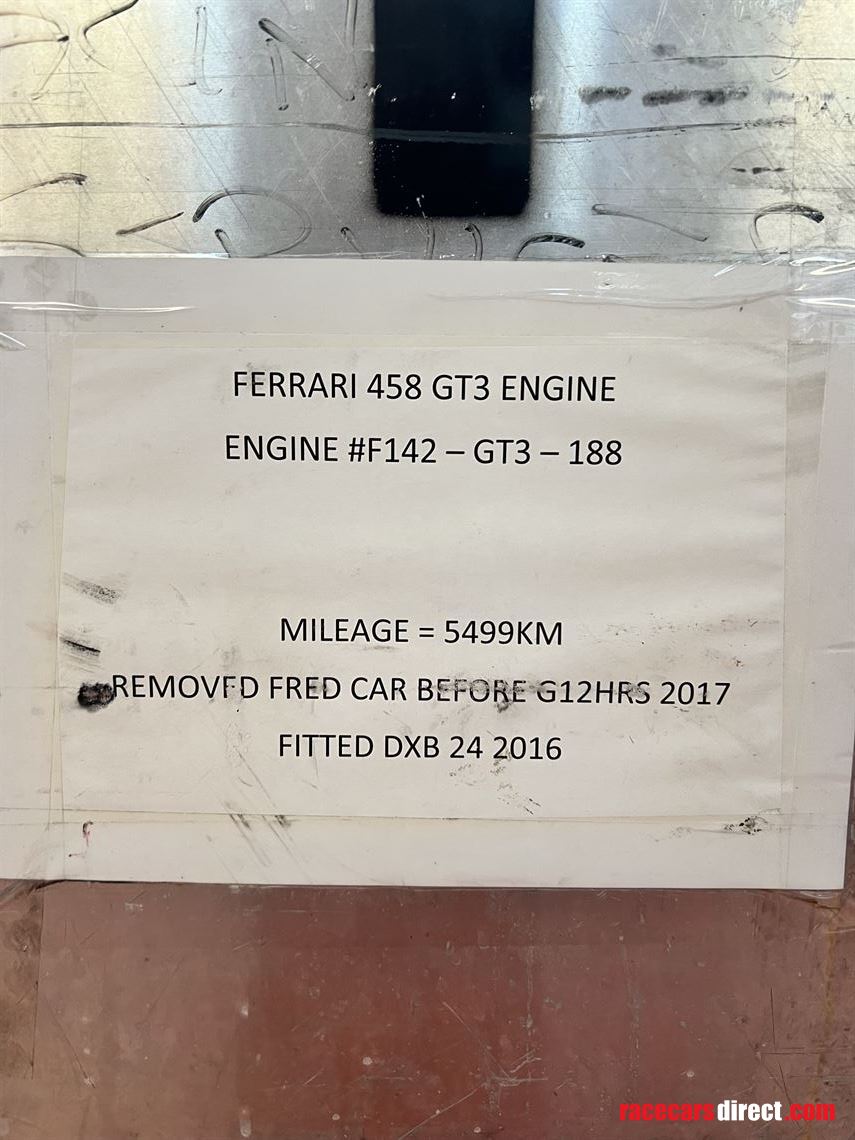 FERRARI 458 GT3 ENGINE
ENGINE #F142 – GT3 – 188
MILEAGE = 5499KM
REMOVED FRED CAR BEFORE G12HRS 2017
FITTED DXB 24 2016
racecarsdirect.com